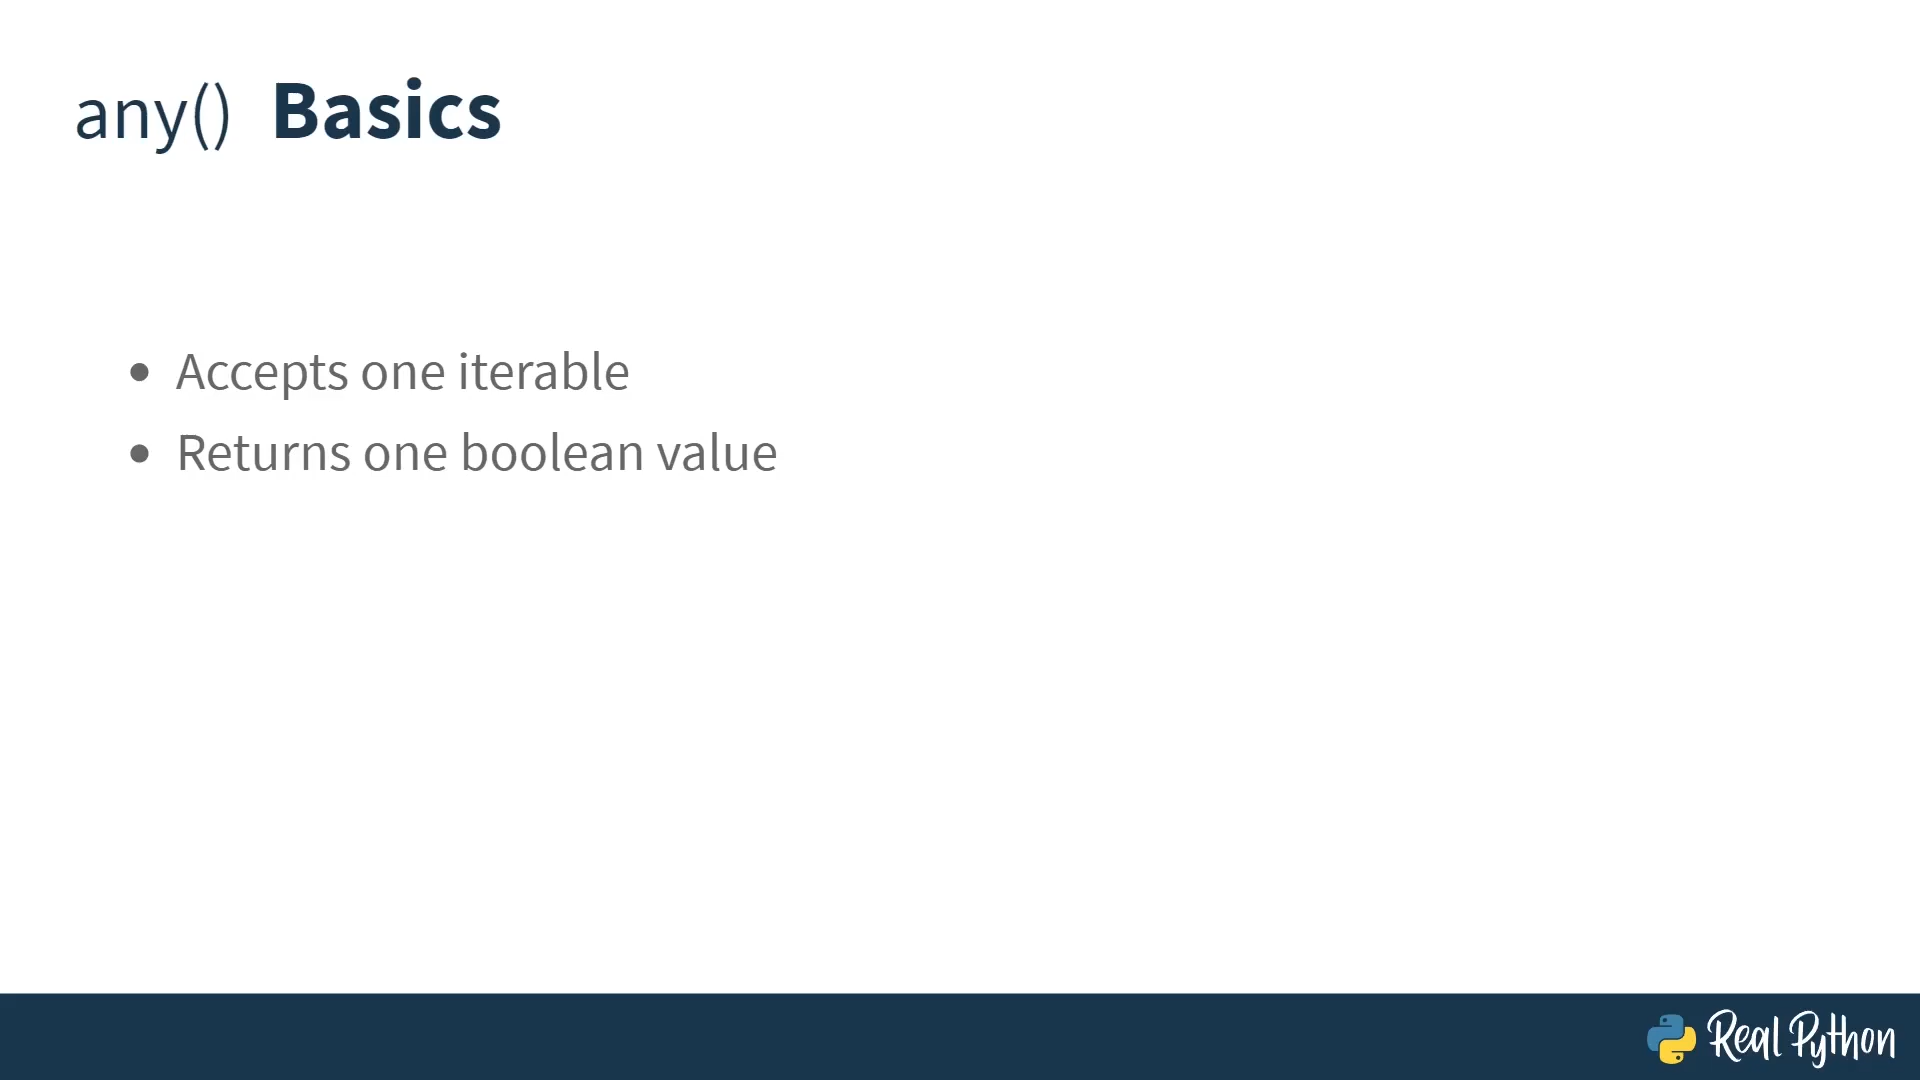 any() Basics
• Accepts one iterable
• Returns one boolean value
Real Python